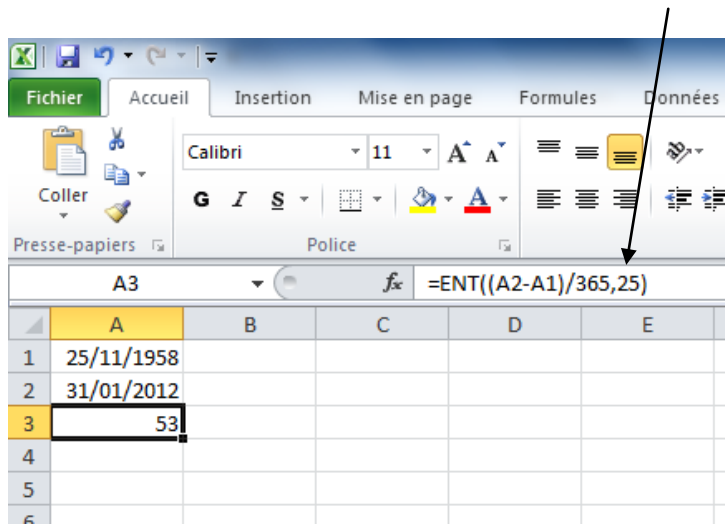 Fichier Accueil Insertion Mise en page Formules Données
Calibri 11 A A
Coller G I S A
Presse-papiers Police
A3 fx =ENT((A2-A1)/365,25)
A B C D E
1 25/11/1958
2 31/01/2012
3 53
4
5
6